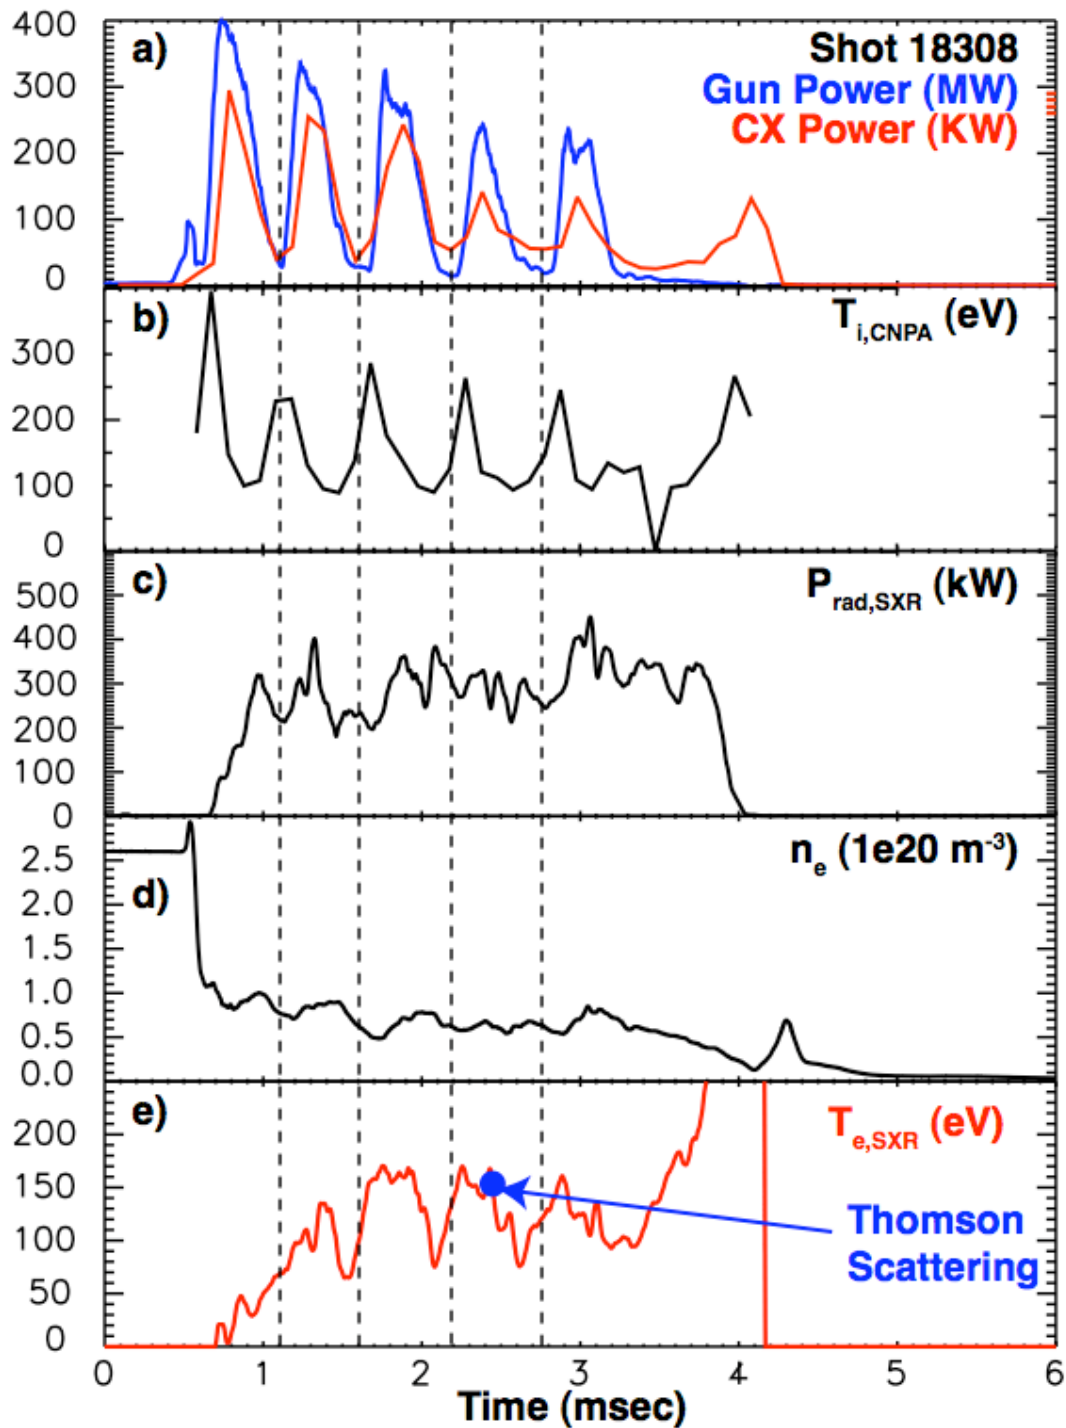 400
300
200
100
0
a)
Shot 18308
Gun Power (MW)
CX Power (KW)
300
200
100
0
b)
T_i,CNPA (eV)
500
400
300
200
100
0
c)
P_rad,SXR (kW)
2.5
2.0
1.5
1.0
0.5
0.0
d)
n_e (1e20 m^-3)
200
150
100
50
0
e)
T_e,SXR (eV)
Thomson
Scattering
0 1 2 3 4 5 6
Time (msec)